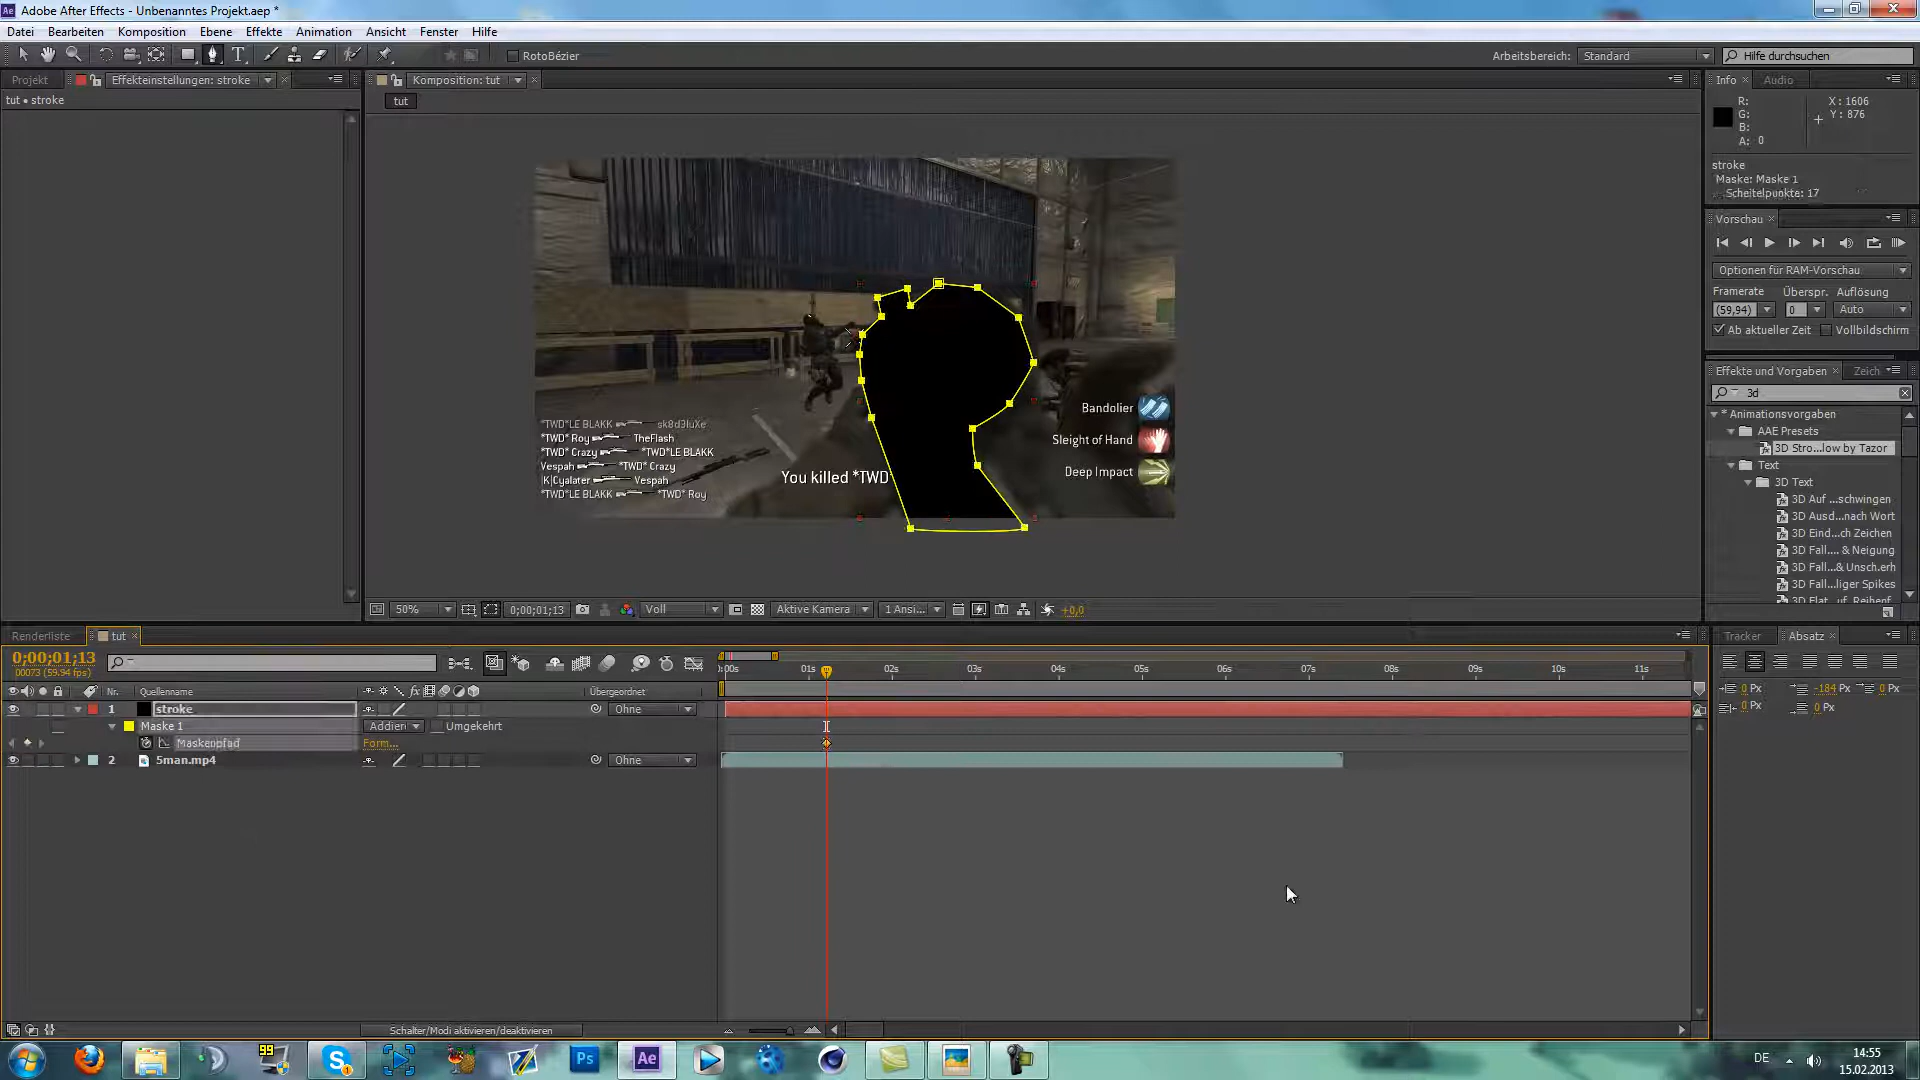 Adobe After Effects - Unbenanntes Projekt.aep *
Datei Bearbeiten Komposition Ebene Effekte Animation Ansicht Fenster Hilfe
RotoBézier
Arbeitsbereich: Standard
Hilfe durchsuchen
Projekt
Effekteinstellungen: stroke
Komposition: tut
Info
Audio
tut • stroke
tut
R:
G:
B:
A: 0
X: 1606
Y: 876
stroke
Maske: Maske 1
Scheitelpunkte: 17
Vorschau
Optionen für RAM-Vorschau
Framerate Überspr. Auflösung
(59,94) 0 Auto
Ab aktueller Zeit Vollbildschirm
Effekte und Vorgaben
Zeich
3d
* Animationsvorgaben
AAE Presets
3D Stro...low by Tazor
Text
3D Text
3D Auf ...schwingen
3D Ausd...nach Wort
3D Eind...ch Zeichen
3D Fall.... & Neigung
3D Fall...& Unsch.erh
3D Fall...liger Spikes
3D Flat...uf. Reihenf
*TWD*LE BLAKK sk8d3luXe
*TWD* Roy TheFlash
*TWD* Crazy *TWD*LE BLAKK
Vespah *TWD* Crazy
|K|Cyalater Vespah
*TWD*LE BLAKK *TWD* Roy
You killed *TWD
Bandolier
Sleight of Hand
Deep Impact
50%
0;00;01;13
Voll
Aktive Kamera
1 Ansi...
+0,0
Renderliste
tut
0;00;01;13
00073 (59.94 fps)
Nr. Quellenname
fx
Übergeordnet
:00s 01s 02s 03s 04s 05s 06s 07s 08s 09s 10s 11s
1 stroke Ohne
Maske 1 Addieren Umgekehrt
Maskenpfad Form...
2 5man.mp4 Ohne
Schalter/Modi aktivieren/deaktivieren
Tracker
Absatz
0 Px -184 Px 0 Px
0 Px 0 Px
99
Ps
Ae
DE
14:55
15.02.2013